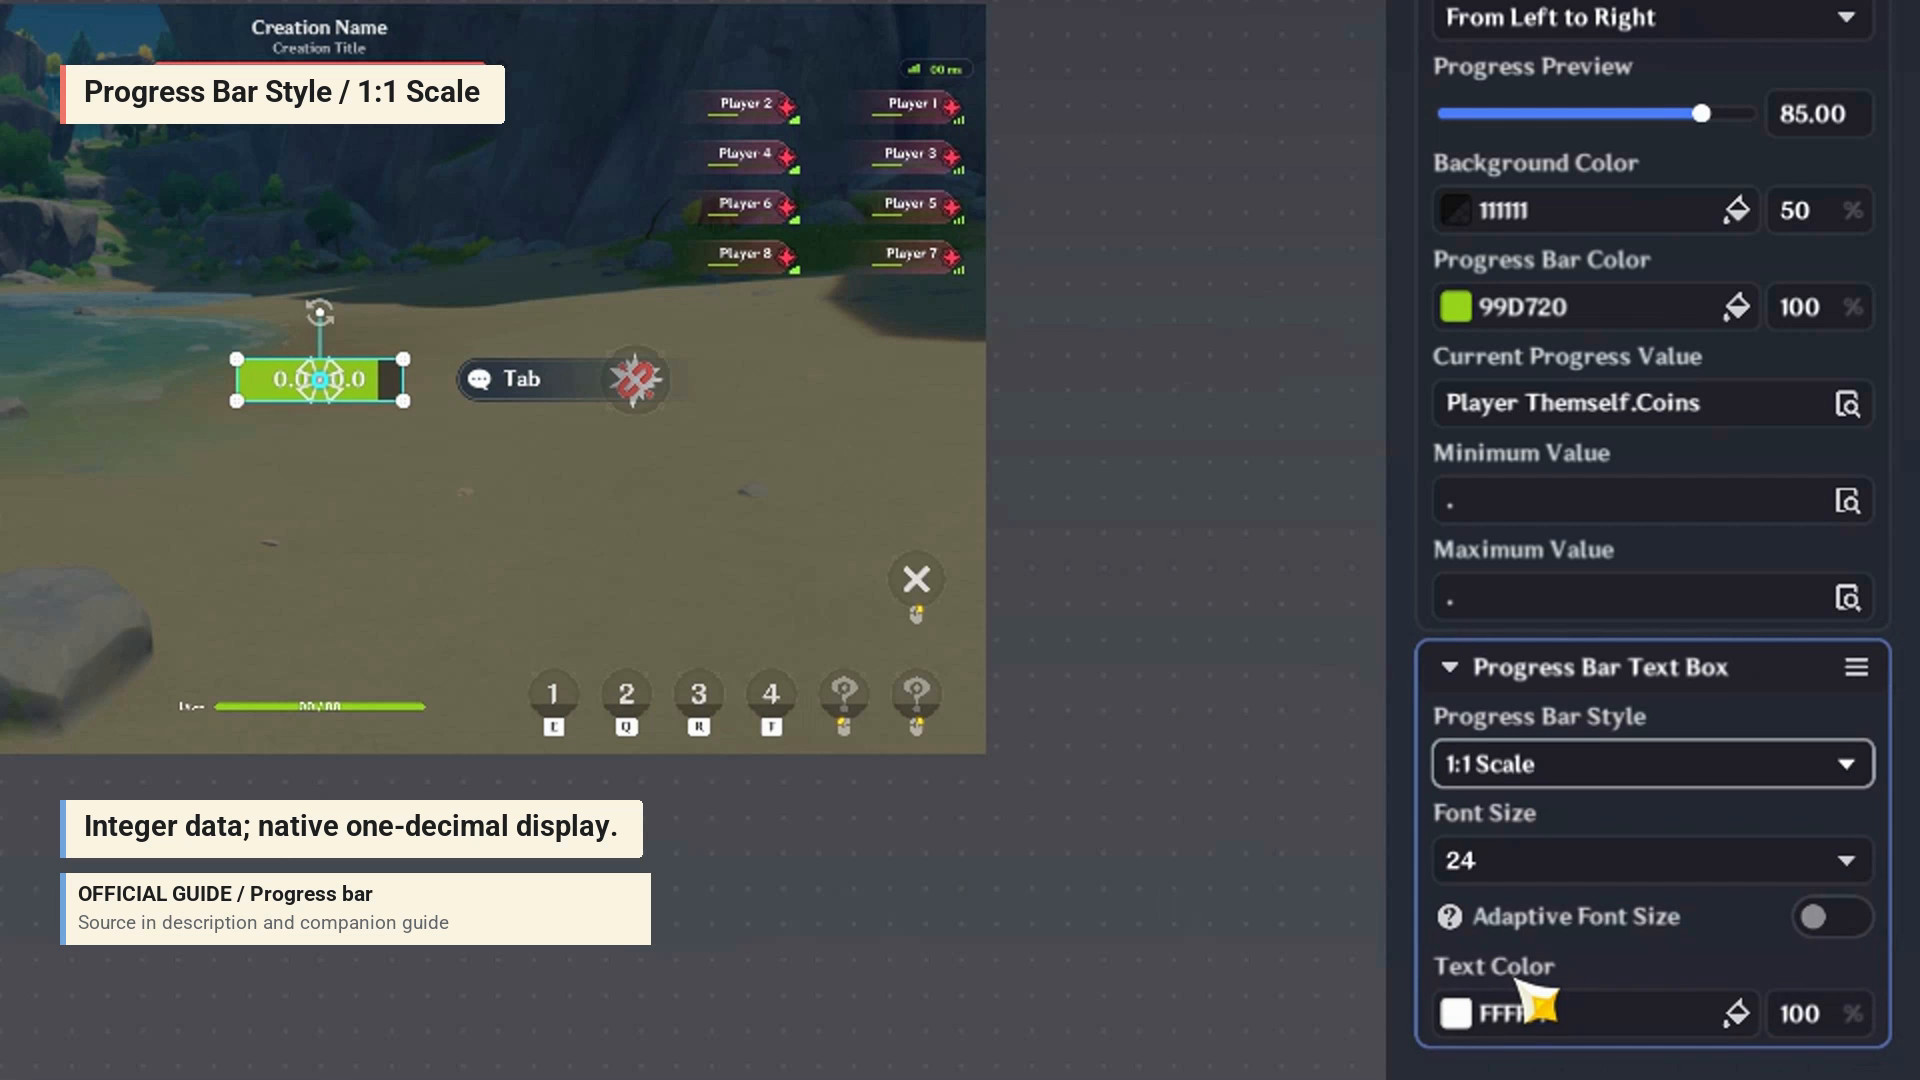 Creation Name
Creation Title
Progress Bar Style / 1:1 Scale
00 ms
Player 2
Player 1
Player 4
Player 3
Player 6
Player 5
Player 8
Player 7
Tab
1
2
3
4
E
Q
R
F
Integer data; native one-decimal display.
OFFICIAL GUIDE / Progress bar
Source in description and companion guide
From Left to Right
Progress Preview
85.00
Background Color
111111
50 %
Progress Bar Color
99D720
100 %
Current Progress Value
Player Themself.Coins
Minimum Value
.
Maximum Value
.
Progress Bar Text Box
Progress Bar Style
1:1 Scale
Font Size
24
Adaptive Font Size
Text Color
100 %